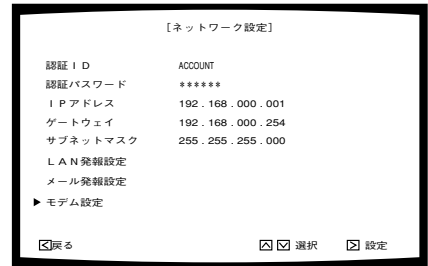 [ネットワーク設定]
認証ＩＤ ACCOUNT
認証パスワード ******
ＩＰアドレス 192．168．000．001
ゲートウェイ 192．168．000．254
サブネットマスク 255．255．255．000
ＬＡＮ発報設定
メール発報設定
▶ モデム設定
戻る 選択 設定